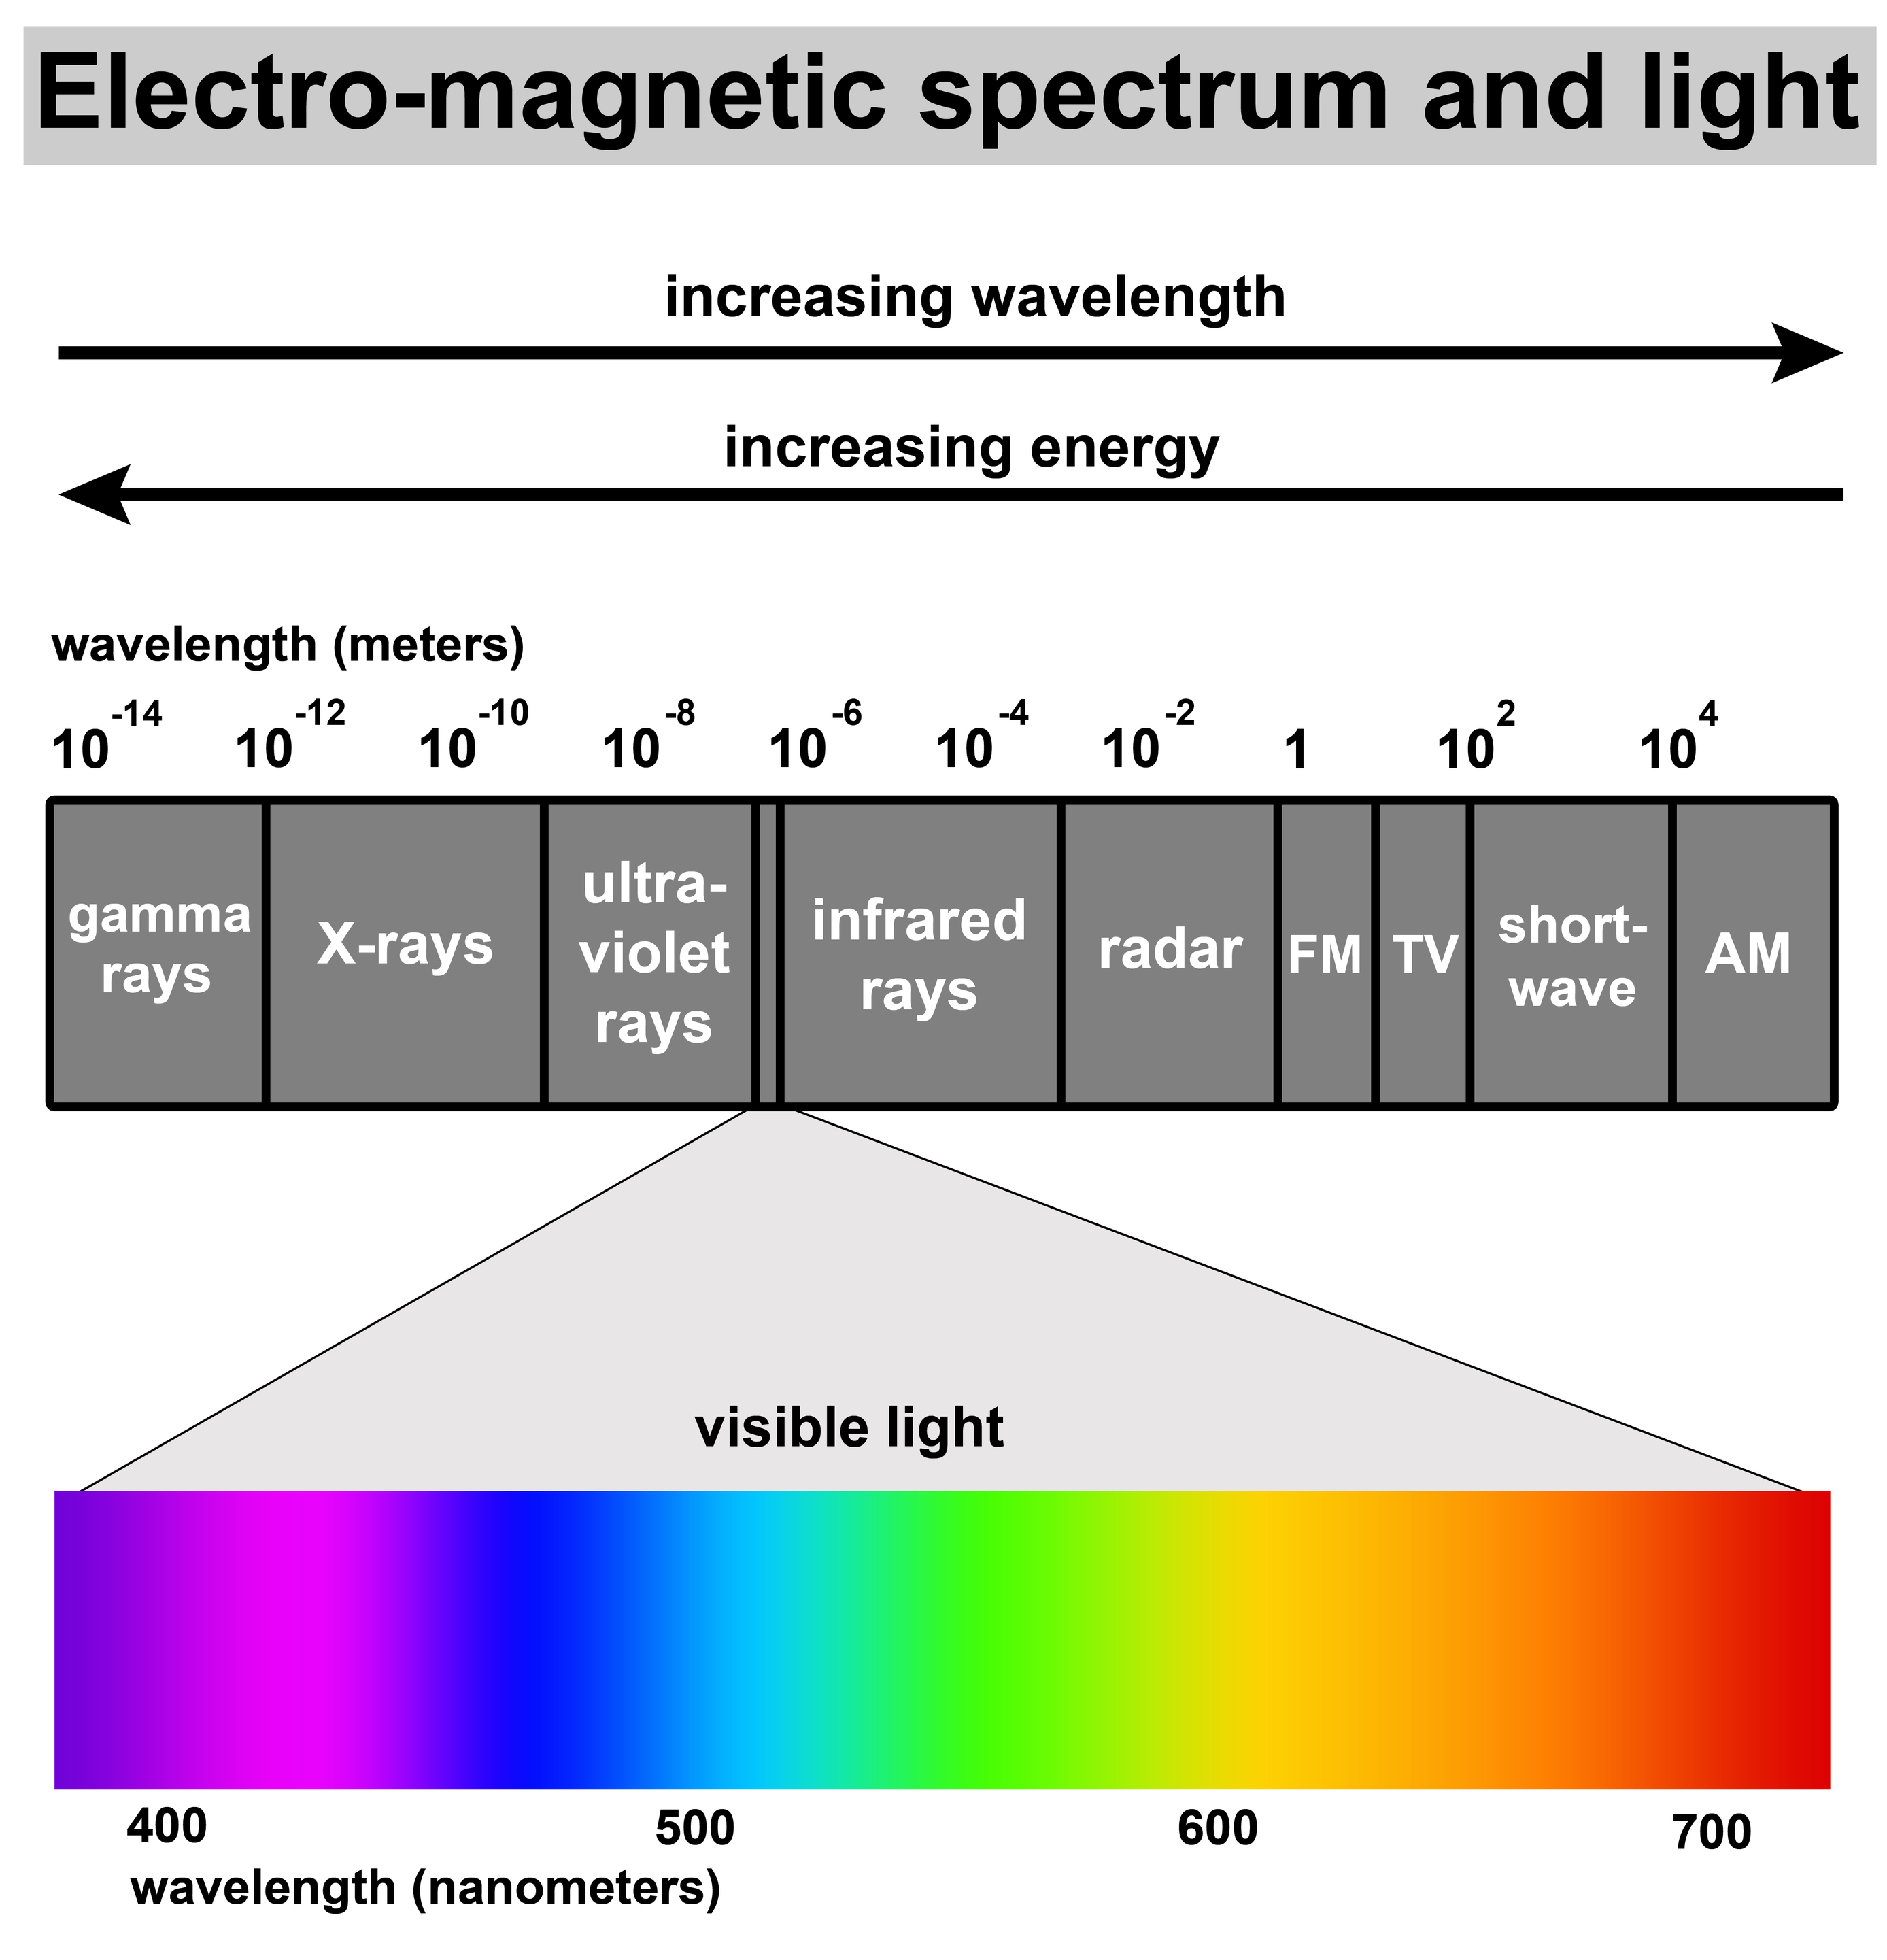 Electro-magnetic spectrum and light
increasing wavelength
increasing energy
wavelength (meters)
10⁻¹⁴ 10⁻¹² 10⁻¹⁰ 10⁻⁸ 10⁻⁶ 10⁻⁴ 10⁻² 1 10² 10⁴
gamma
rays
X-rays
ultra-
violet
rays
infrared
rays
radar
FM
TV
short-
wave
AM
visible light
400 500 600 700
wavelength (nanometers)